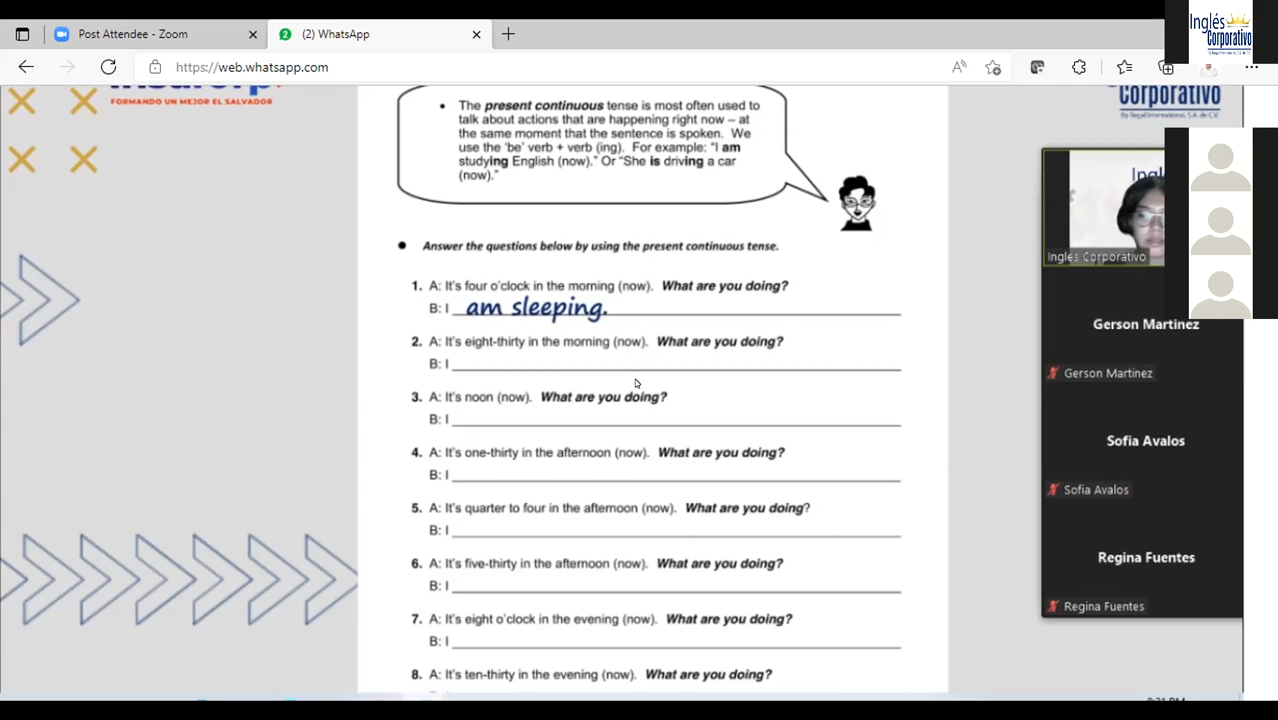 Post Attendee - Zoom
2 (2) WhatsApp
https://web.whatsapp.com
Inglés
Corporativo
FORMANDO UN MEJOR EL SALVADOR
Corporativo
• The present continuous tense is most often used to
talk about actions that are happening right now – at
the same moment that the sentence is spoken. We
use the 'be' verb + verb (ing). For example: "I am
studying English (now)." Or "She is driving a car
(now)."
● Answer the questions below by using the present continuous tense.
1. A: It's four o'clock in the morning (now). What are you doing?
B: I am sleeping.
2. A: It's eight-thirty in the morning (now). What are you doing?
B: I
3. A: It's noon (now). What are you doing?
B: I
4. A: It's one-thirty in the afternoon (now). What are you doing?
B: I
5. A: It's quarter to four in the afternoon (now). What are you doing?
B: I
6. A: It's five-thirty in the afternoon (now). What are you doing?
B: I
7. A: It's eight o'clock in the evening (now). What are you doing?
B: I
8. A: It's ten-thirty in the evening (now). What are you doing?
Inglés Corporativo
Gerson Martinez
Gerson Martinez
Sofia Avalos
Sofia Avalos
Regina Fuentes
Regina Fuentes